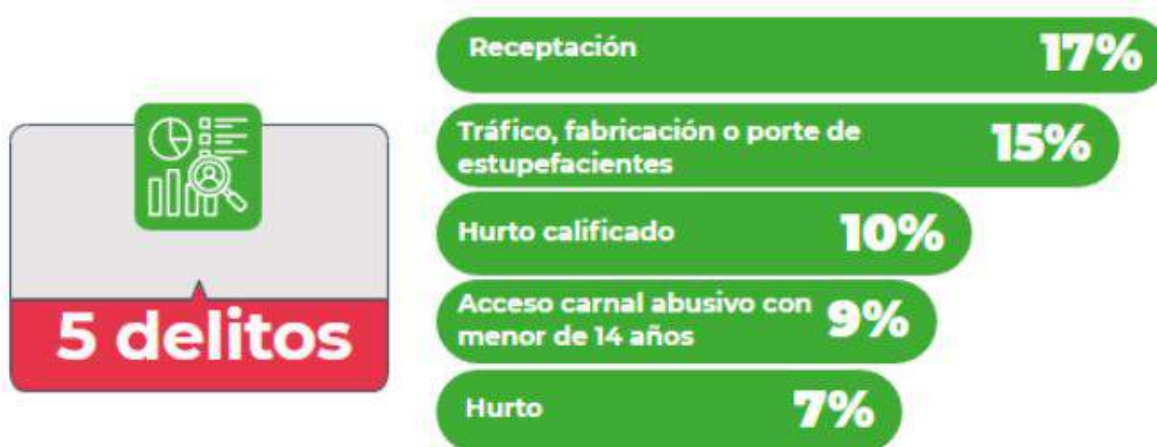 5 delitos
Receptación 17%
Tráfico, fabricación o porte de
estupefacientes 15%
Hurto calificado 10%
Acceso carnal abusivo con
menor de 14 años 9%
Hurto 7%